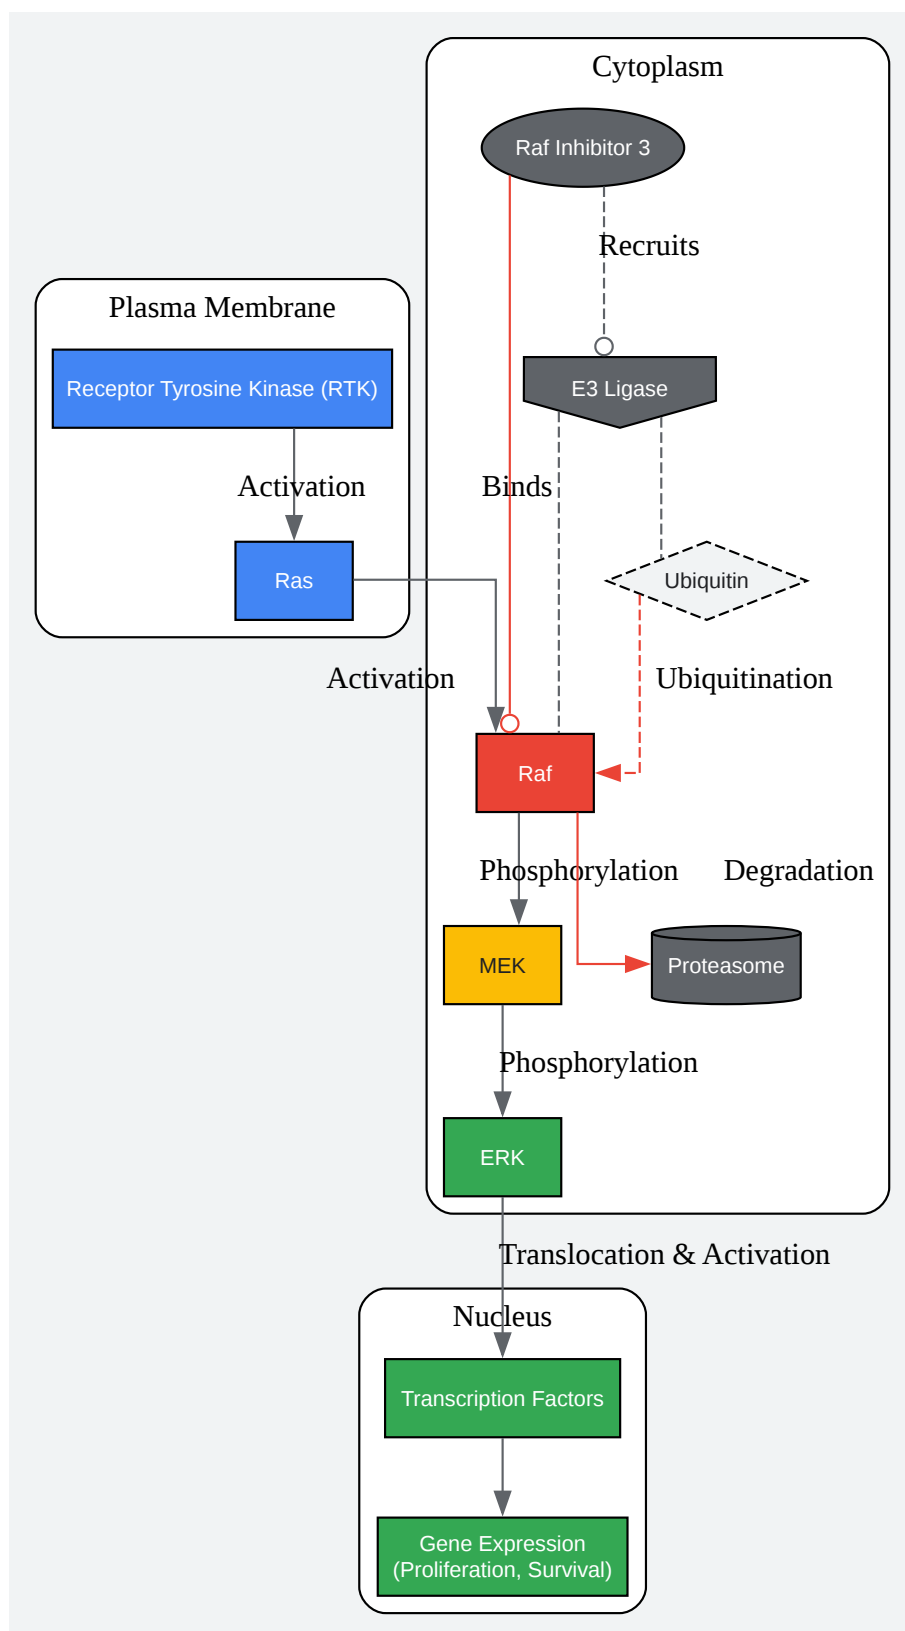 Cytoplasm
Raf Inhibitor 3
Recruits
Plasma Membrane
Receptor Tyrosine Kinase (RTK)
E3 Ligase
Activation
Binds
Ras
Ubiquitin
Activation
Ubiquitination
Raf
Phosphorylation
Degradation
MEK
Proteasome
Phosphorylation
ERK
Translocation & Activation
Nucleus
Transcription Factors
Gene Expression
(Proliferation, Survival)